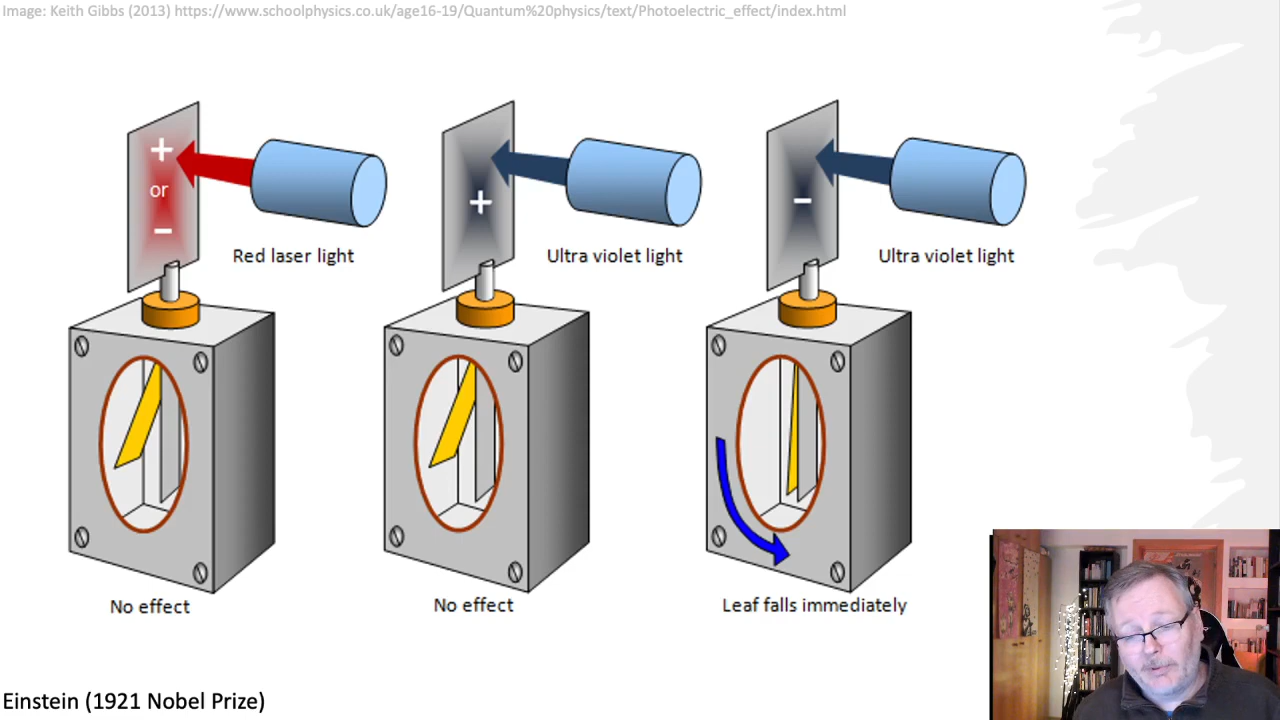 Image: Keith Gibbs (2013) https://www.schoolphysics.co.uk/age16-19/Quantum%20physics/text/Photoelectric_effect/index.html
+
or
−
Red laser light
+
Ultra violet light
−
Ultra violet light
No effect
No effect
Leaf falls immediately
Einstein (1921 Nobel Prize)